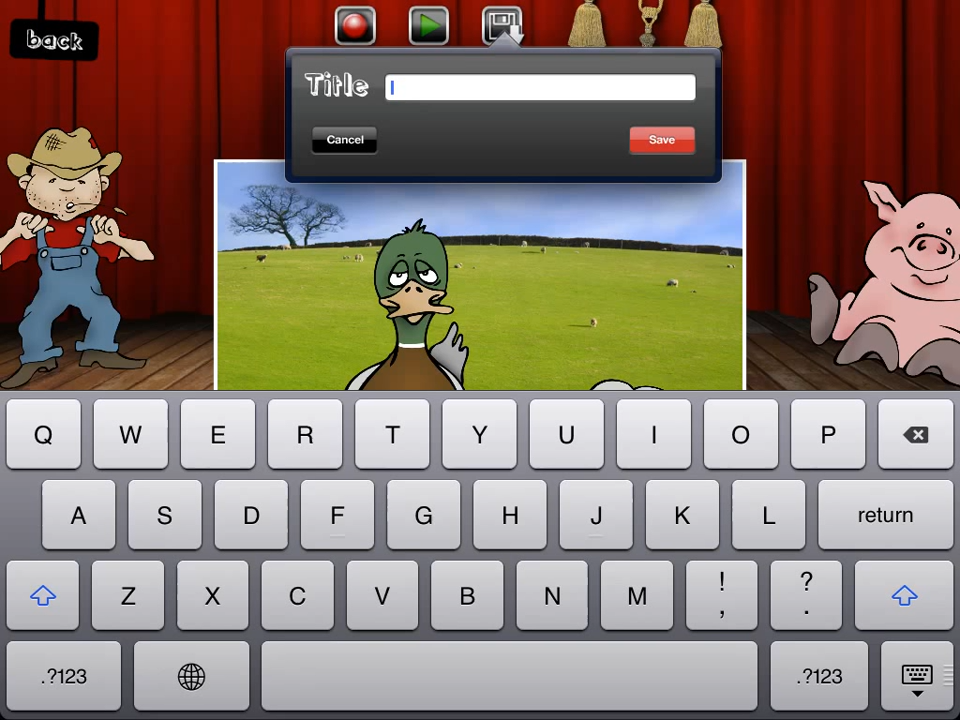 back
Title
Cancel
Save
Q W E R T Y U I O P
A S D F G H J K L return
Z X C V B N M ! , ? .
.?123 .?123